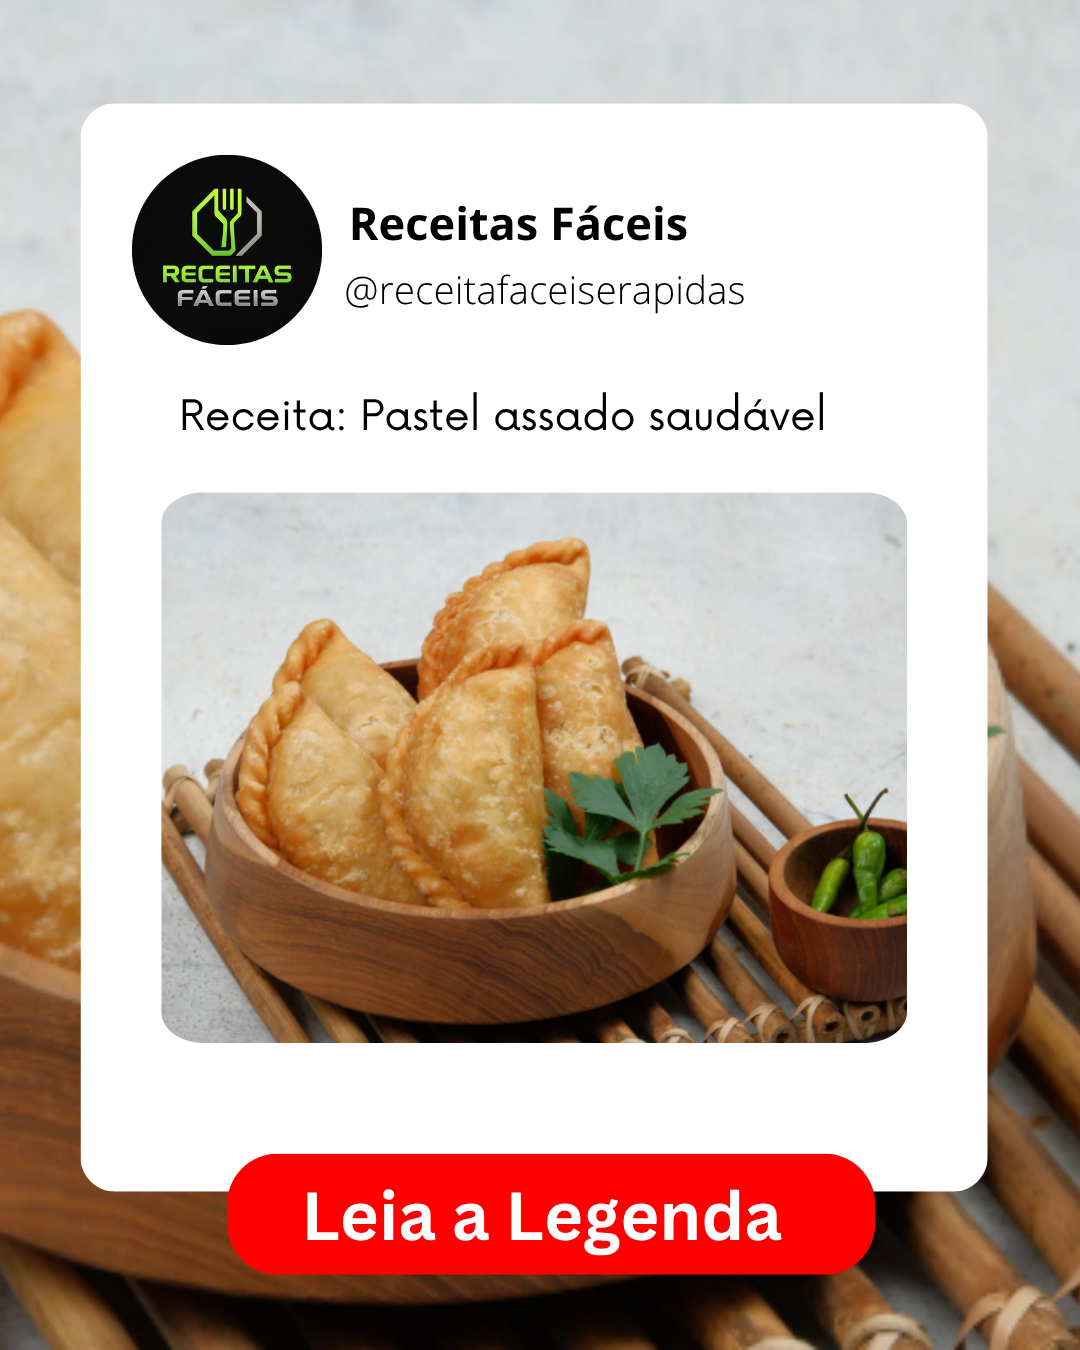 RECEITAS
FÁCEIS
Receitas Fáceis
@receitafaceiserapidas
Receita: Pastel assado saudável
Leia a Legenda